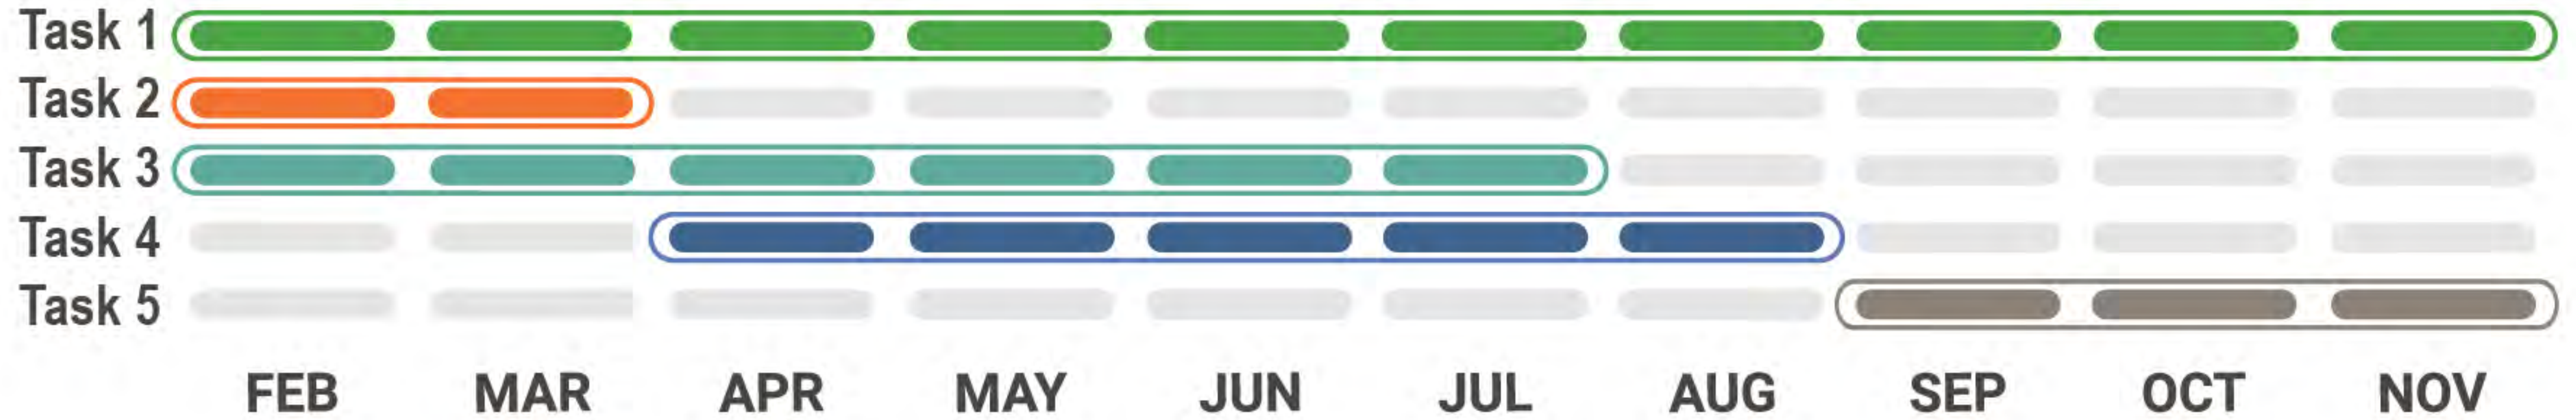 Task 1
Task 2
Task 3
Task 4
Task 5
FEB MAR APR MAY JUN JUL AUG SEP OCT NOV